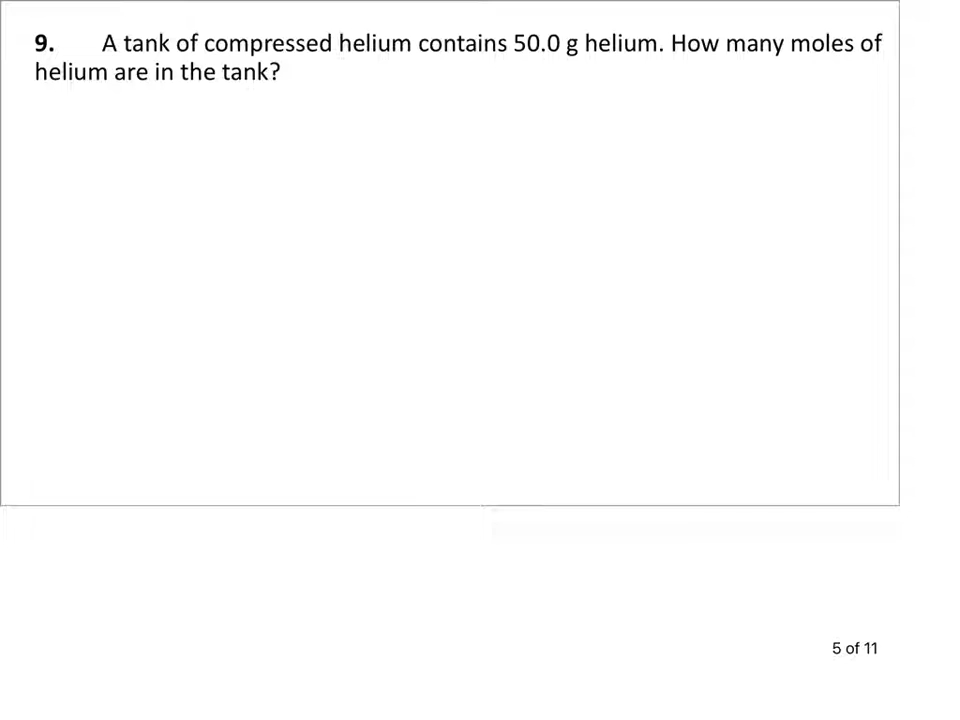 9. A tank of compressed helium contains 50.0 g helium. How many moles of
helium are in the tank?
5 of 11